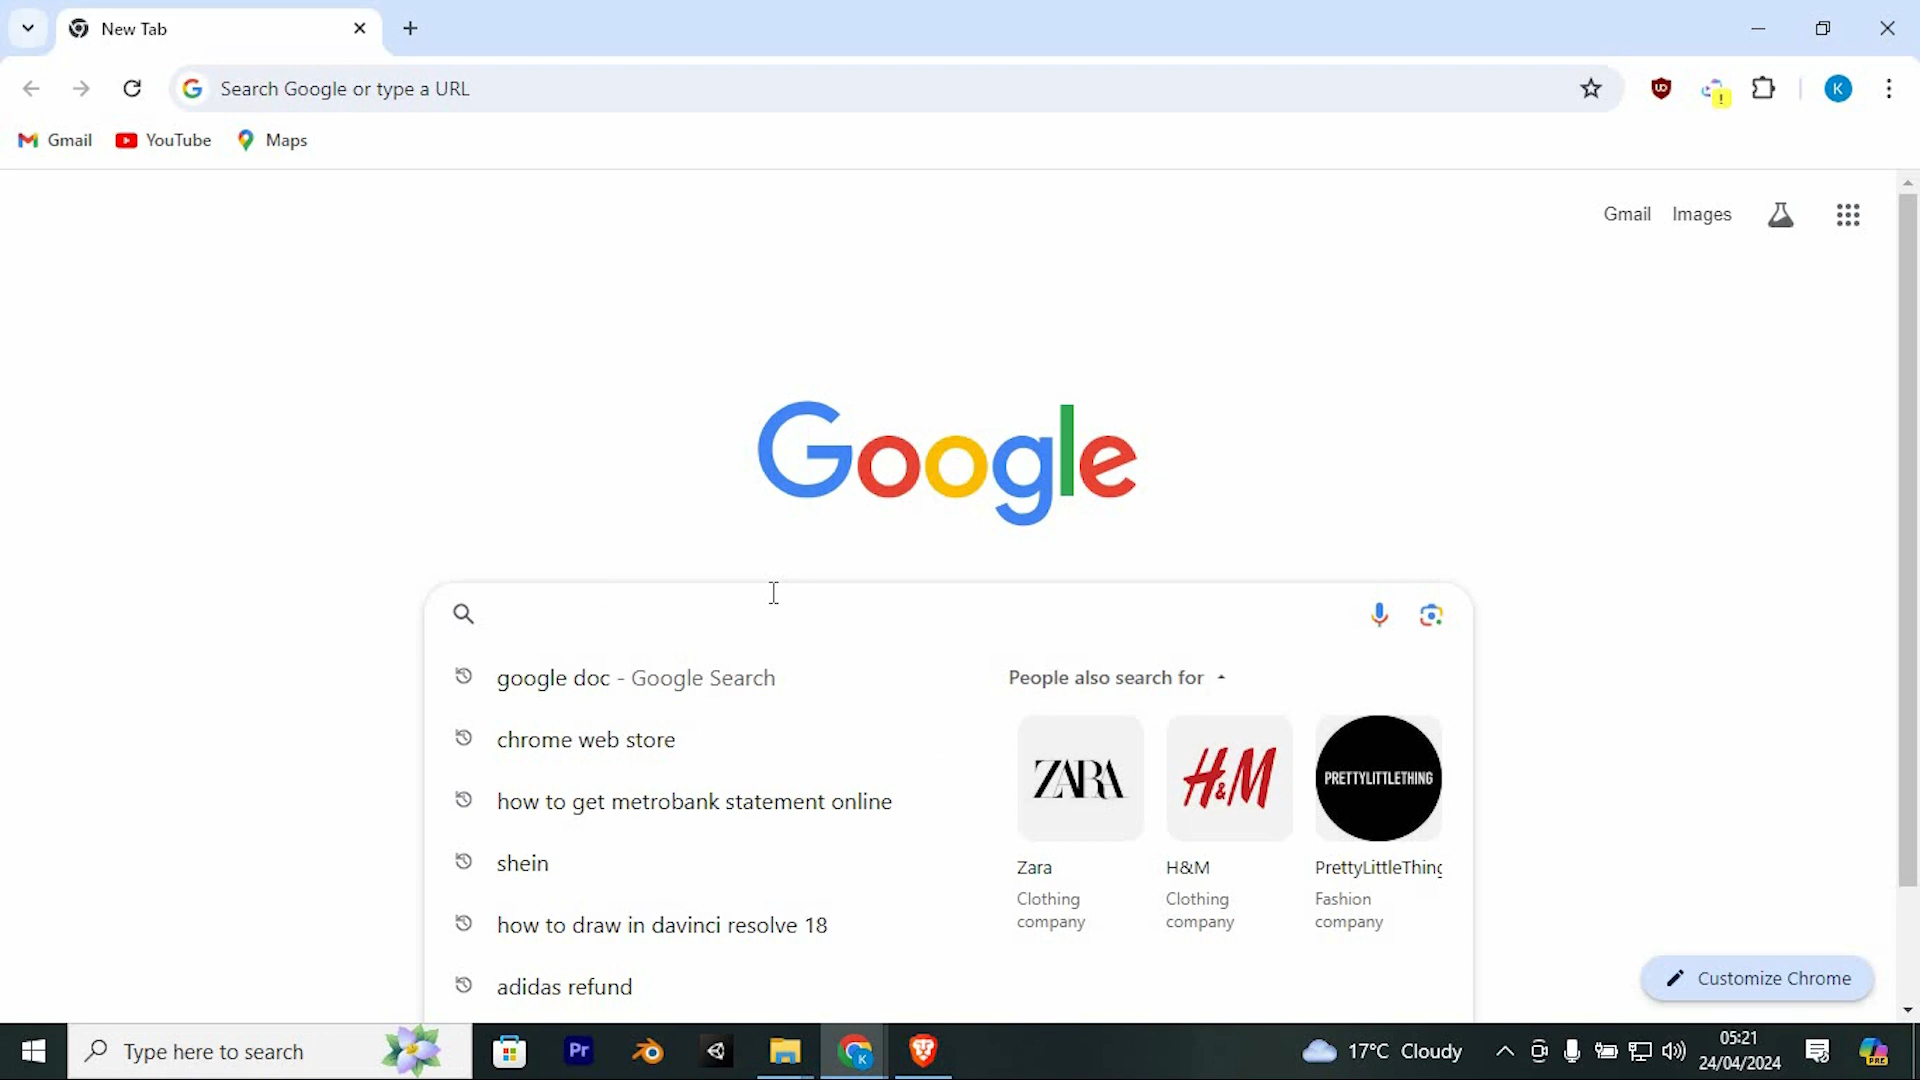 New Tab
Search Google or type a URL
K
Gmail YouTube Maps
Gmail Images
Google
google doc - Google Search
People also search for
chrome web store
ZARA H&M PRETTYLITTLETHING
how to get metrobank statement online
shein
Zara H&M PrettyLittleThing
Clothing company Clothing company Fashion company
how to draw in davinci resolve 18
adidas refund
Customize Chrome
Type here to search
Pr
K
17°C Cloudy
05:21
24/04/2024
PRE